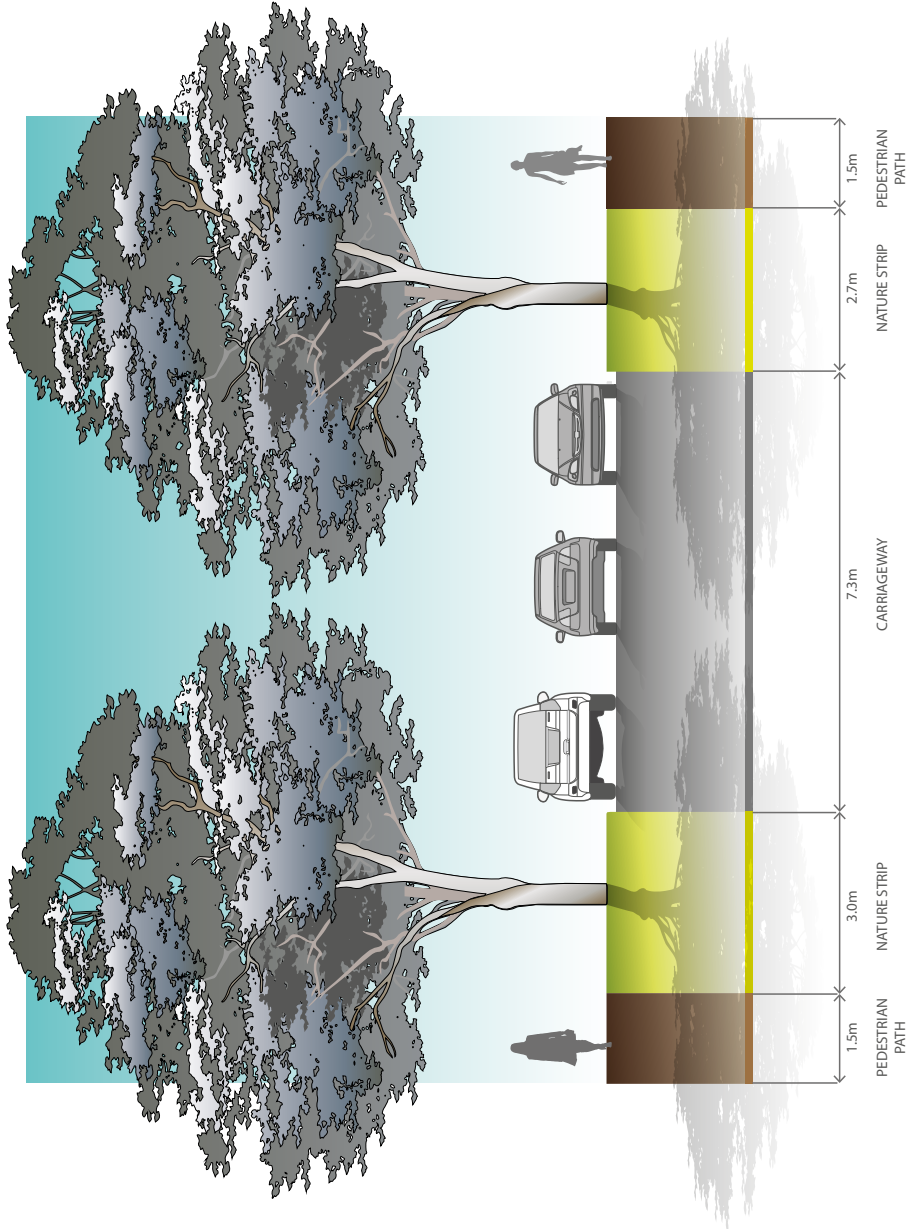 1.5m
3.0m
7.3m
2.7m
1.5m
PEDESTRIAN
PATH
NATURE STRIP
CARRIAGEWAY
NATURE STRIP
PEDESTRIAN
PATH